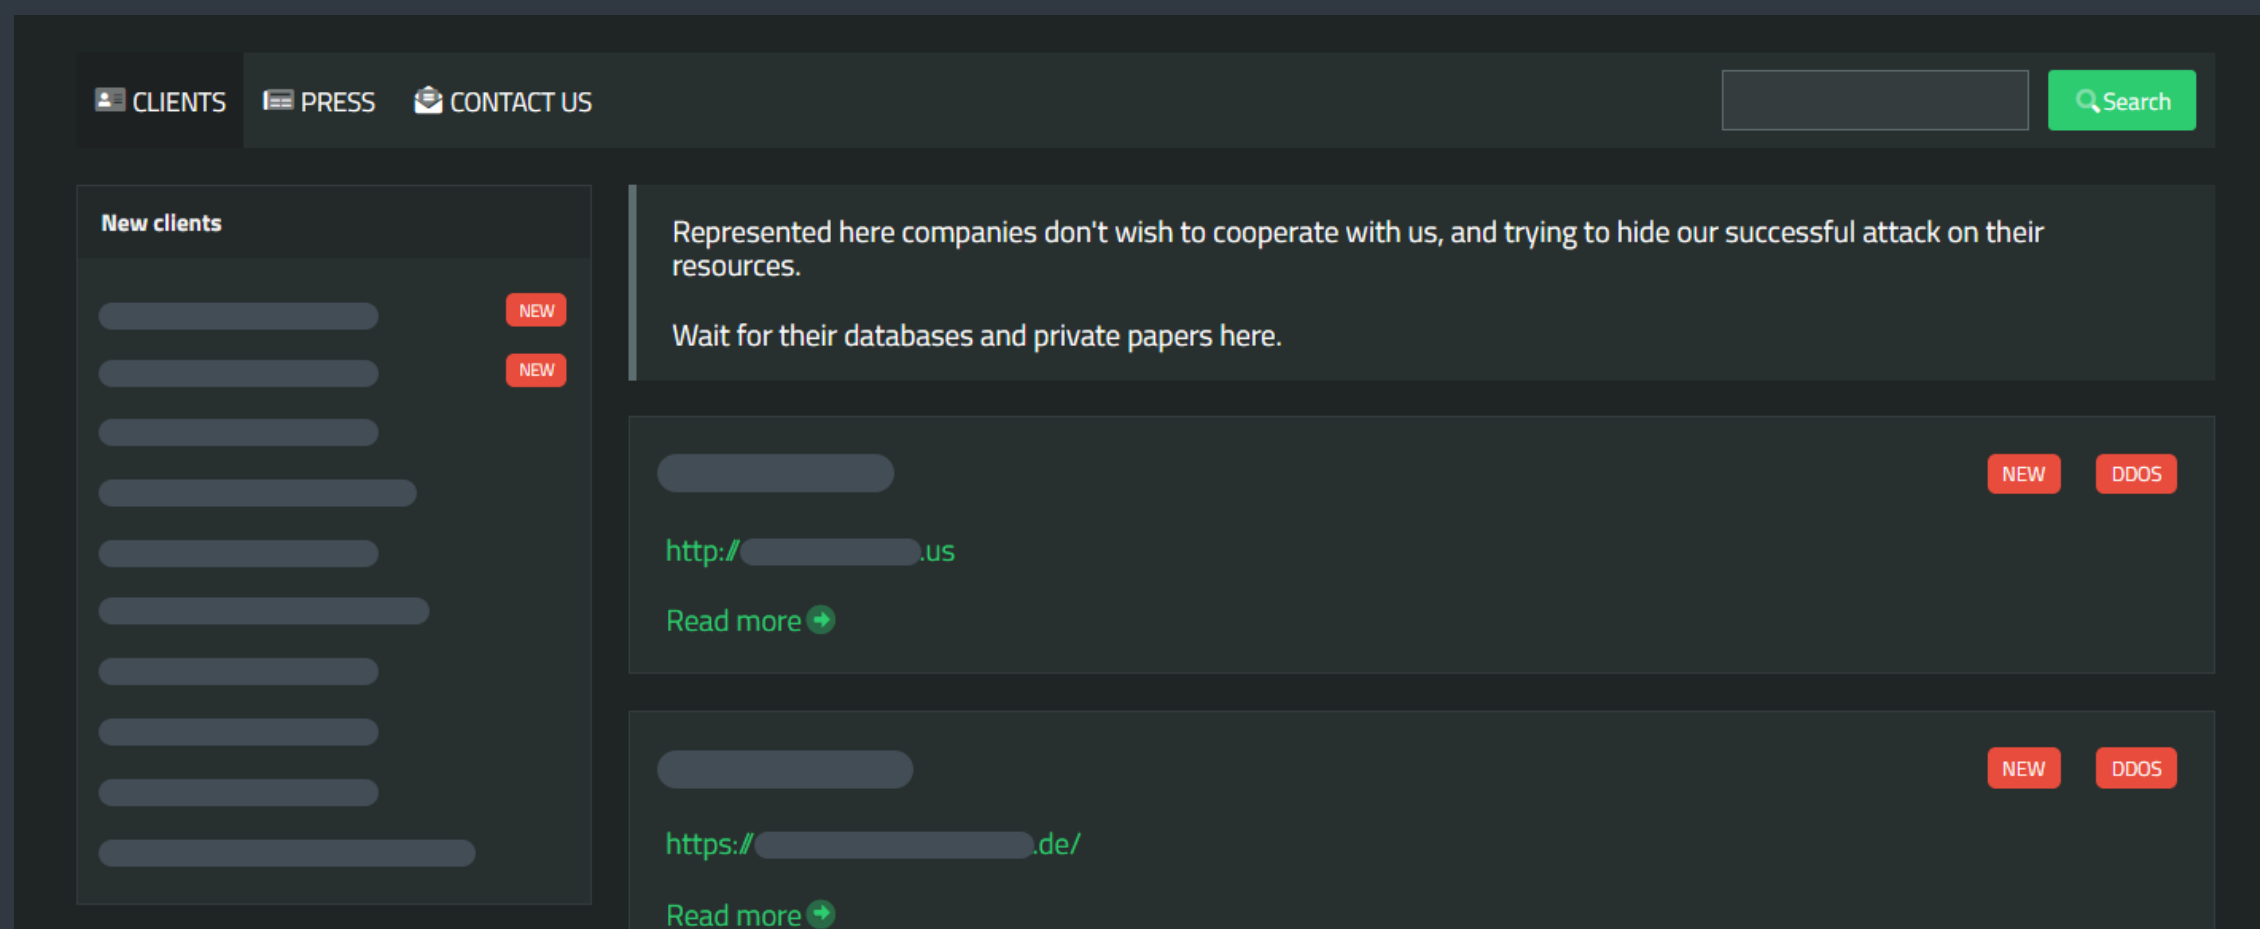 CLIENTS PRESS CONTACT US Search
New clients
NEW
NEW
Represented here companies don't wish to cooperate with us, and trying to hide our successful attack on their
resources.
Wait for their databases and private papers here.
NEW DDOS
http:// .us
Read more
NEW DDOS
https:// .de/
Read more